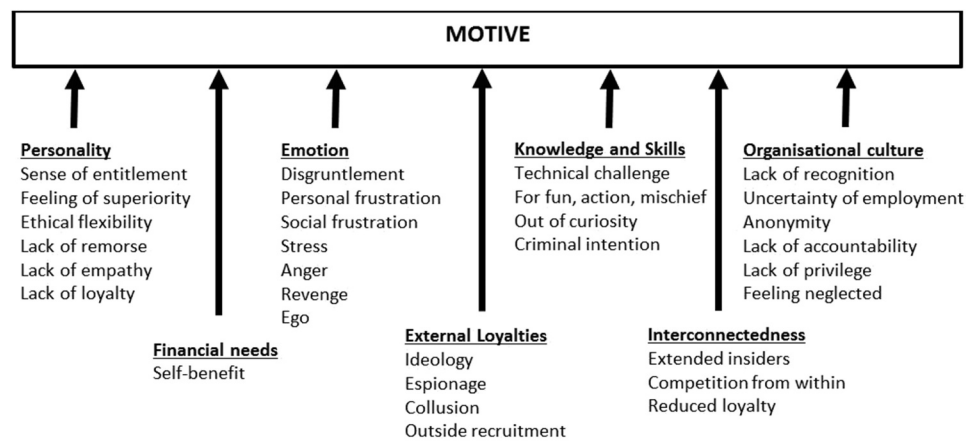 MOTIVE
Personality
Sense of entitlement
Feeling of superiority
Ethical flexibility
Lack of remorse
Lack of empathy
Lack of loyalty
Financial needs
Self-benefit
Emotion
Disgruntlement
Personal frustration
Social frustration
Stress
Anger
Revenge
Ego
External Loyalties
Ideology
Espionage
Collusion
Outside recruitment
Knowledge and Skills
Technical challenge
For fun, action, mischief
Out of curiosity
Criminal intention
Interconnectedness
Extended insiders
Competition from within
Reduced loyalty
Organisational culture
Lack of recognition
Uncertainty of employment
Anonymity
Lack of accountability
Lack of privilege
Feeling neglected